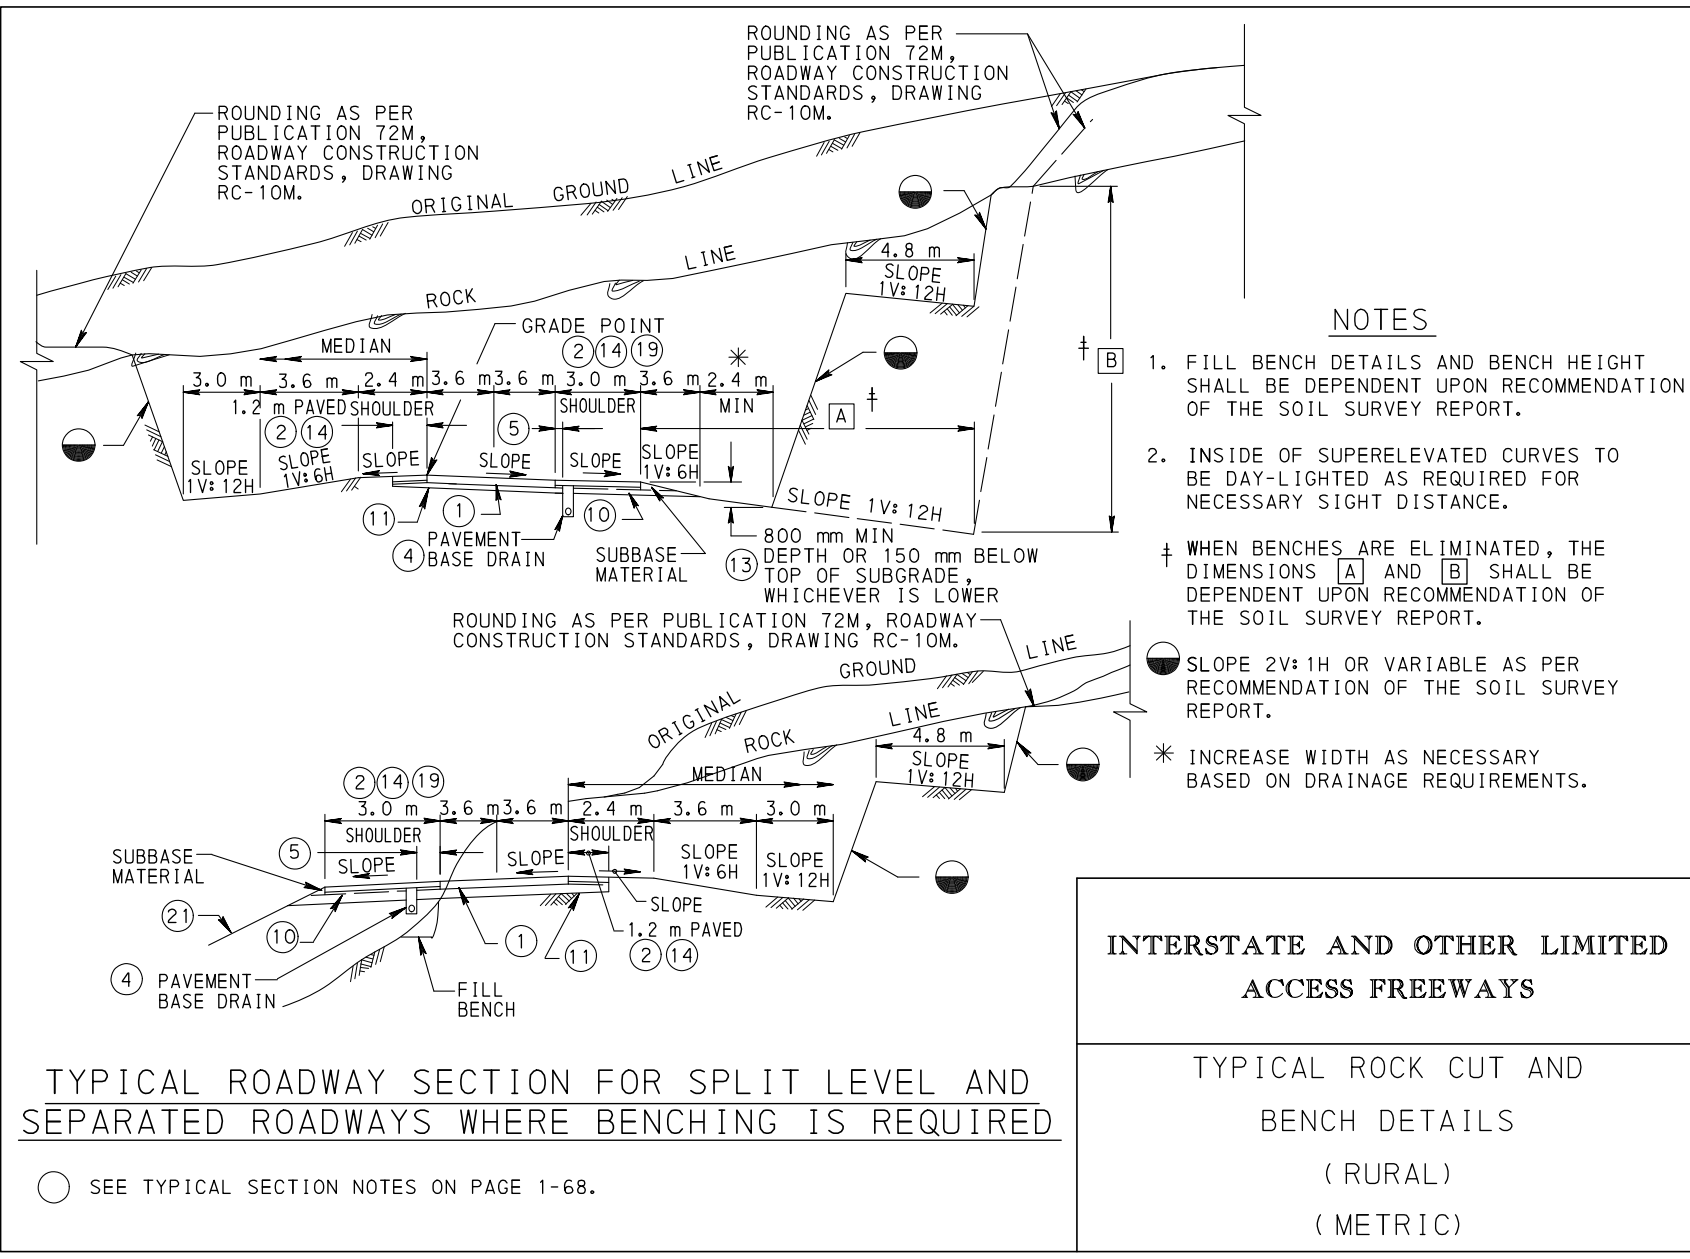 ROUNDING AS PER
PUBLICATION 72M,
ROADWAY CONSTRUCTION
STANDARDS, DRAWING
RC-10M.
ROUNDING AS PER
PUBLICATION 72M,
ROADWAY CONSTRUCTION
STANDARDS, DRAWING
RC-10M.
ORIGINAL GROUND LINE
ROCK LINE
4.8 m
SLOPE
1V:12H
GRADE POINT
2 14 19
MEDIAN
3.0 m 3.6 m 2.4 m 3.6 m 3.6 m 3.0 m 3.6 m 2.4 m
1.2 m PAVED SHOULDER SHOULDER MIN
2 14 5 A ‡
‡ B
SLOPE
1V:12H
SLOPE
1V:6H
SLOPE SLOPE SLOPE
SLOPE
1V:6H
SLOPE 1V:12H
11 1 10
4 PAVEMENT
BASE DRAIN
SUBBASE
MATERIAL
13
800 mm MIN
DEPTH OR 150 mm BELOW
TOP OF SUBGRADE,
WHICHEVER IS LOWER
ROUNDING AS PER PUBLICATION 72M, ROADWAY
CONSTRUCTION STANDARDS, DRAWING RC-10M.
ORIGINAL GROUND LINE
ROCK LINE
4.8 m
SLOPE
1V:12H
MEDIAN
2 14 19
3.0 m 3.6 m 3.6 m 2.4 m 3.6 m 3.0 m
SHOULDER SHOULDER
5
SLOPE SLOPE
SLOPE
1V:6H
SLOPE
1V:12H
SUBBASE
MATERIAL
SLOPE
21 10 1 11
1.2 m PAVED
2 14
4 PAVEMENT
BASE DRAIN
FILL
BENCH
NOTES
1. FILL BENCH DETAILS AND BENCH HEIGHT
SHALL BE DEPENDENT UPON RECOMMENDATION
OF THE SOIL SURVEY REPORT.
2. INSIDE OF SUPERELEVATED CURVES TO
BE DAY-LIGHTED AS REQUIRED FOR
NECESSARY SIGHT DISTANCE.
‡ WHEN BENCHES ARE ELIMINATED, THE
DIMENSIONS A AND B SHALL BE
DEPENDENT UPON RECOMMENDATION OF
THE SOIL SURVEY REPORT.
SLOPE 2V:1H OR VARIABLE AS PER
RECOMMENDATION OF THE SOIL SURVEY
REPORT.
* INCREASE WIDTH AS NECESSARY
BASED ON DRAINAGE REQUIREMENTS.
TYPICAL ROADWAY SECTION FOR SPLIT LEVEL AND
SEPARATED ROADWAYS WHERE BENCHING IS REQUIRED
SEE TYPICAL SECTION NOTES ON PAGE 1-68.
INTERSTATE AND OTHER LIMITED
ACCESS FREEWAYS
TYPICAL ROCK CUT AND
BENCH DETAILS
(RURAL)
(METRIC)